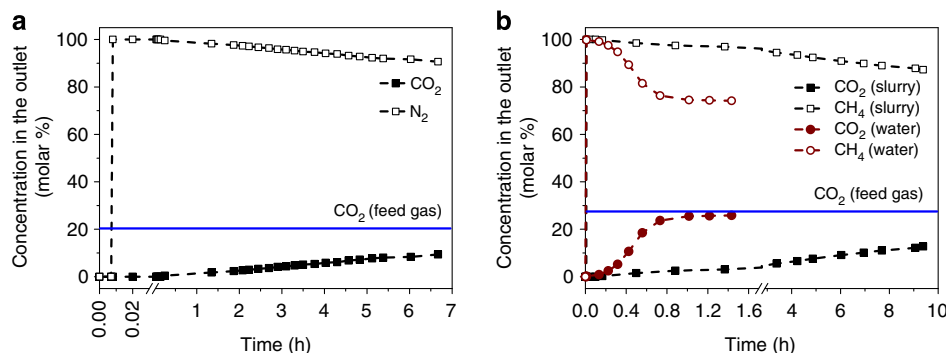 a
Concentration in the outlet
(molar %)
100
80
60
40
20
0
CO2
N2
CO2 (feed gas)
0.00
0.02
1
2
3
4
5
6
7
Time (h)
b
Concentration in the outlet
(molar %)
100
80
60
40
20
0
CO2 (slurry)
CH4 (slurry)
CO2 (water)
CH4 (water)
CO2 (feed gas)
0.0
0.4
0.8
1.2
1.6
4
6
8
10
Time (h)